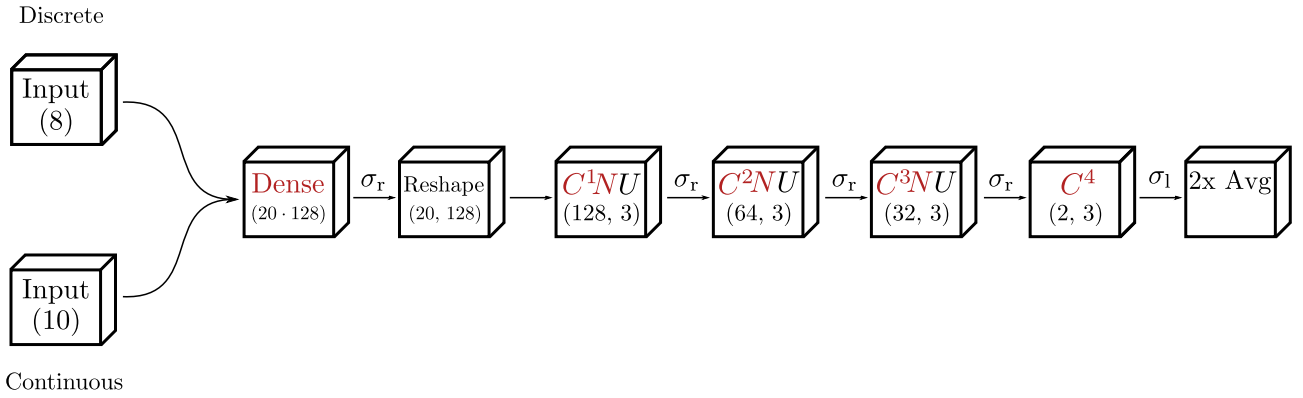 Discrete
Input
(8)
Input
(10)
Continuous
Dense
(20 · 128)
σr
Reshape
(20, 128)
C¹NU
(128, 3)
σr
C²NU
(64, 3)
σr
C³NU
(32, 3)
σr
C⁴
(2, 3)
σl
2x Avg